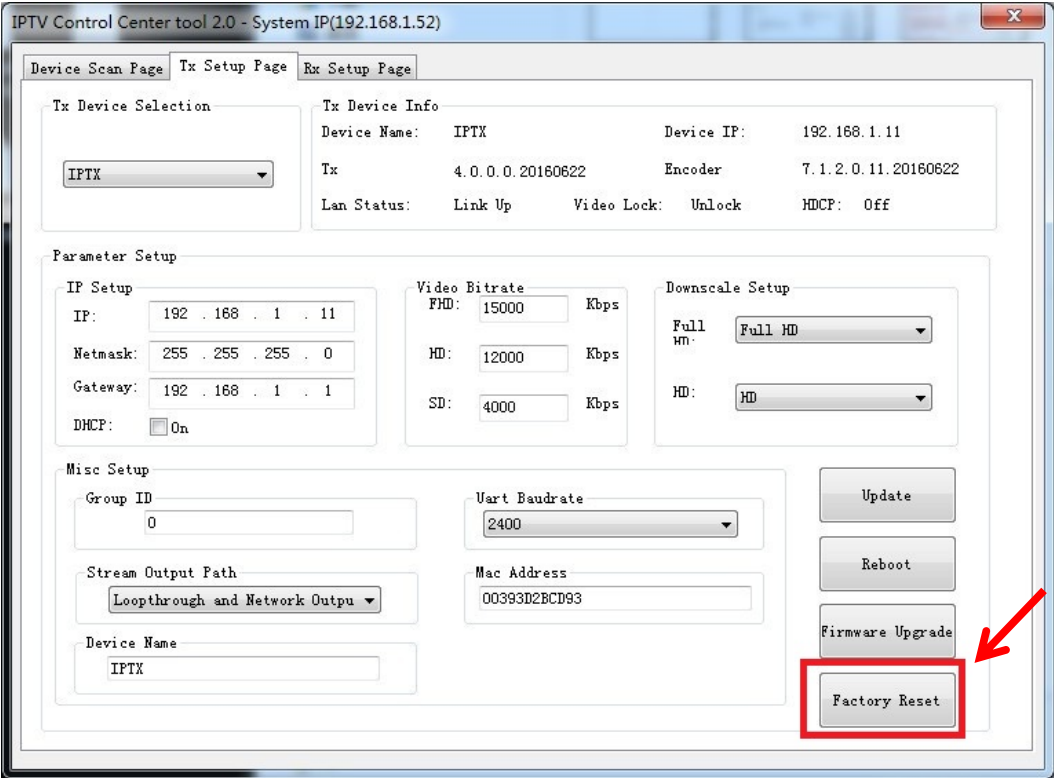 IPTV Control Center tool 2.0 - System IP(192.168.1.52)
Device Scan Page Tx Setup Page Rx Setup Page
Tx Device Selection
IPTX
Tx Device Info
Device Name: IPTX Device IP: 192.168.1.11
Tx 4.0.0.0.20160622 Encoder 7.1.2.0.11.20160622
Lan Status: Link Up Video Lock: Unlock HDCP: Off
Parameter Setup
IP Setup
IP: 192 . 168 . 1 . 11
Netmask: 255 . 255 . 255 . 0
Gateway: 192 . 168 . 1 . 1
DHCP: On
Video Bitrate
FHD: 15000 Kbps
HD: 12000 Kbps
SD: 4000 Kbps
Downscale Setup
Full HD: Full HD
HD: HD
Misc Setup
Group ID
0
Uart Baudrate
2400
Stream Output Path
Loopthrough and Network Outpu
Mac Address
00393D2BCD93
Device Name
IPTX
Update
Reboot
Firmware Upgrade
Factory Reset